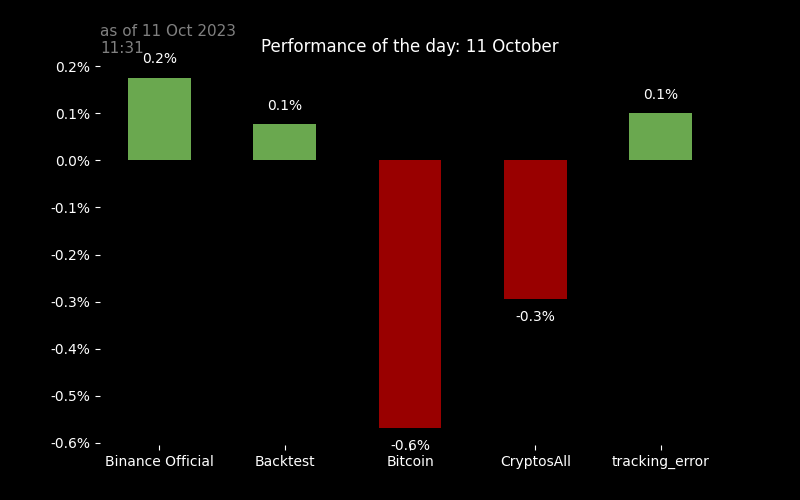 as of 11 Oct 2023
11:31
Performance of the day: 11 October
0.2%
0.1%
0.0%
-0.1%
-0.2%
-0.3%
-0.4%
-0.5%
-0.6%
0.2%
0.1%
-0.6%
-0.3%
0.1%
Binance Official
Backtest
Bitcoin
CryptosAll
tracking_error